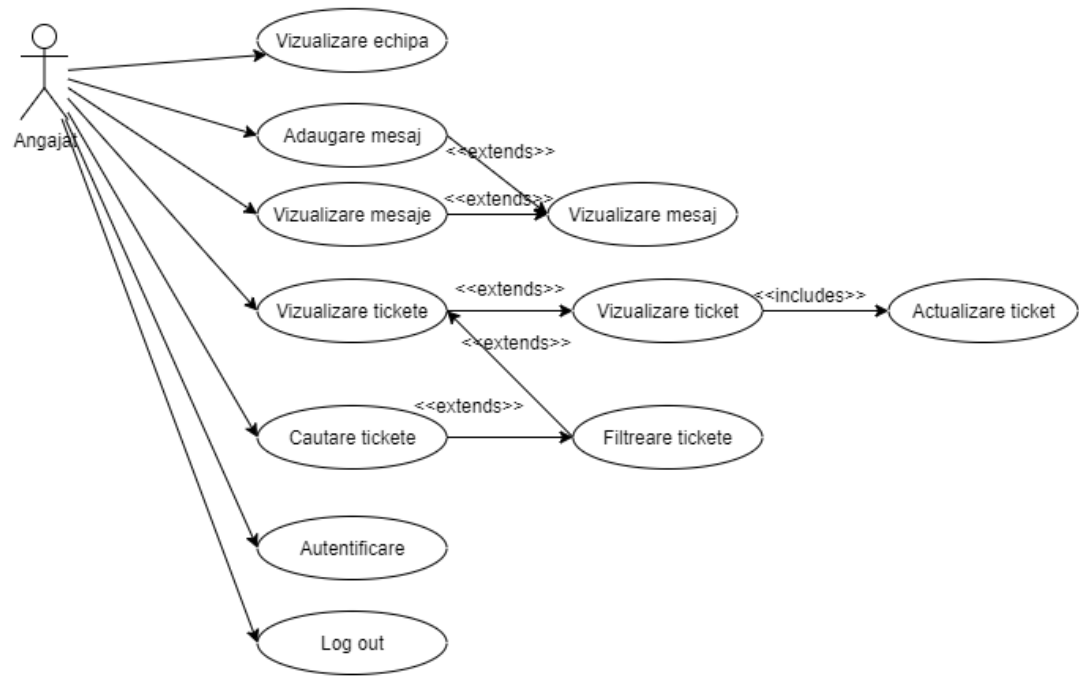 Vizualizare echipa
Angajat
Adaugare mesaj
<<extends>>
<<extends>>
Vizualizare mesaje
Vizualizare mesaj
<<extends>>
<<includes>>
Vizualizare tickete
Vizualizare ticket
Actualizare ticket
<<extends>>
<<extends>>
Cautare tickete
Filtreare tickete
Autentificare
Log out